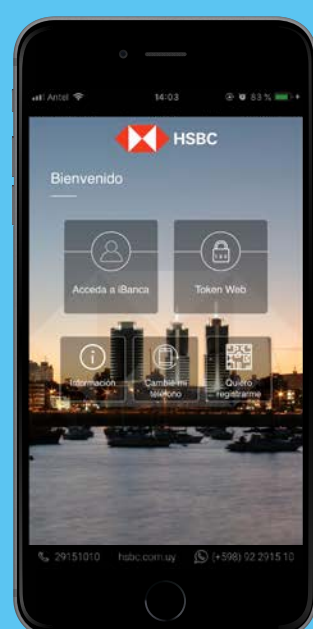 Antel 14:03 83 %
HSBC
Bienvenido
Acceda a iBanca Token Web
Información Cambié mi teléfono Quiero registrarme
29151010 hsbc.com.uy (+598) 92 2915 10